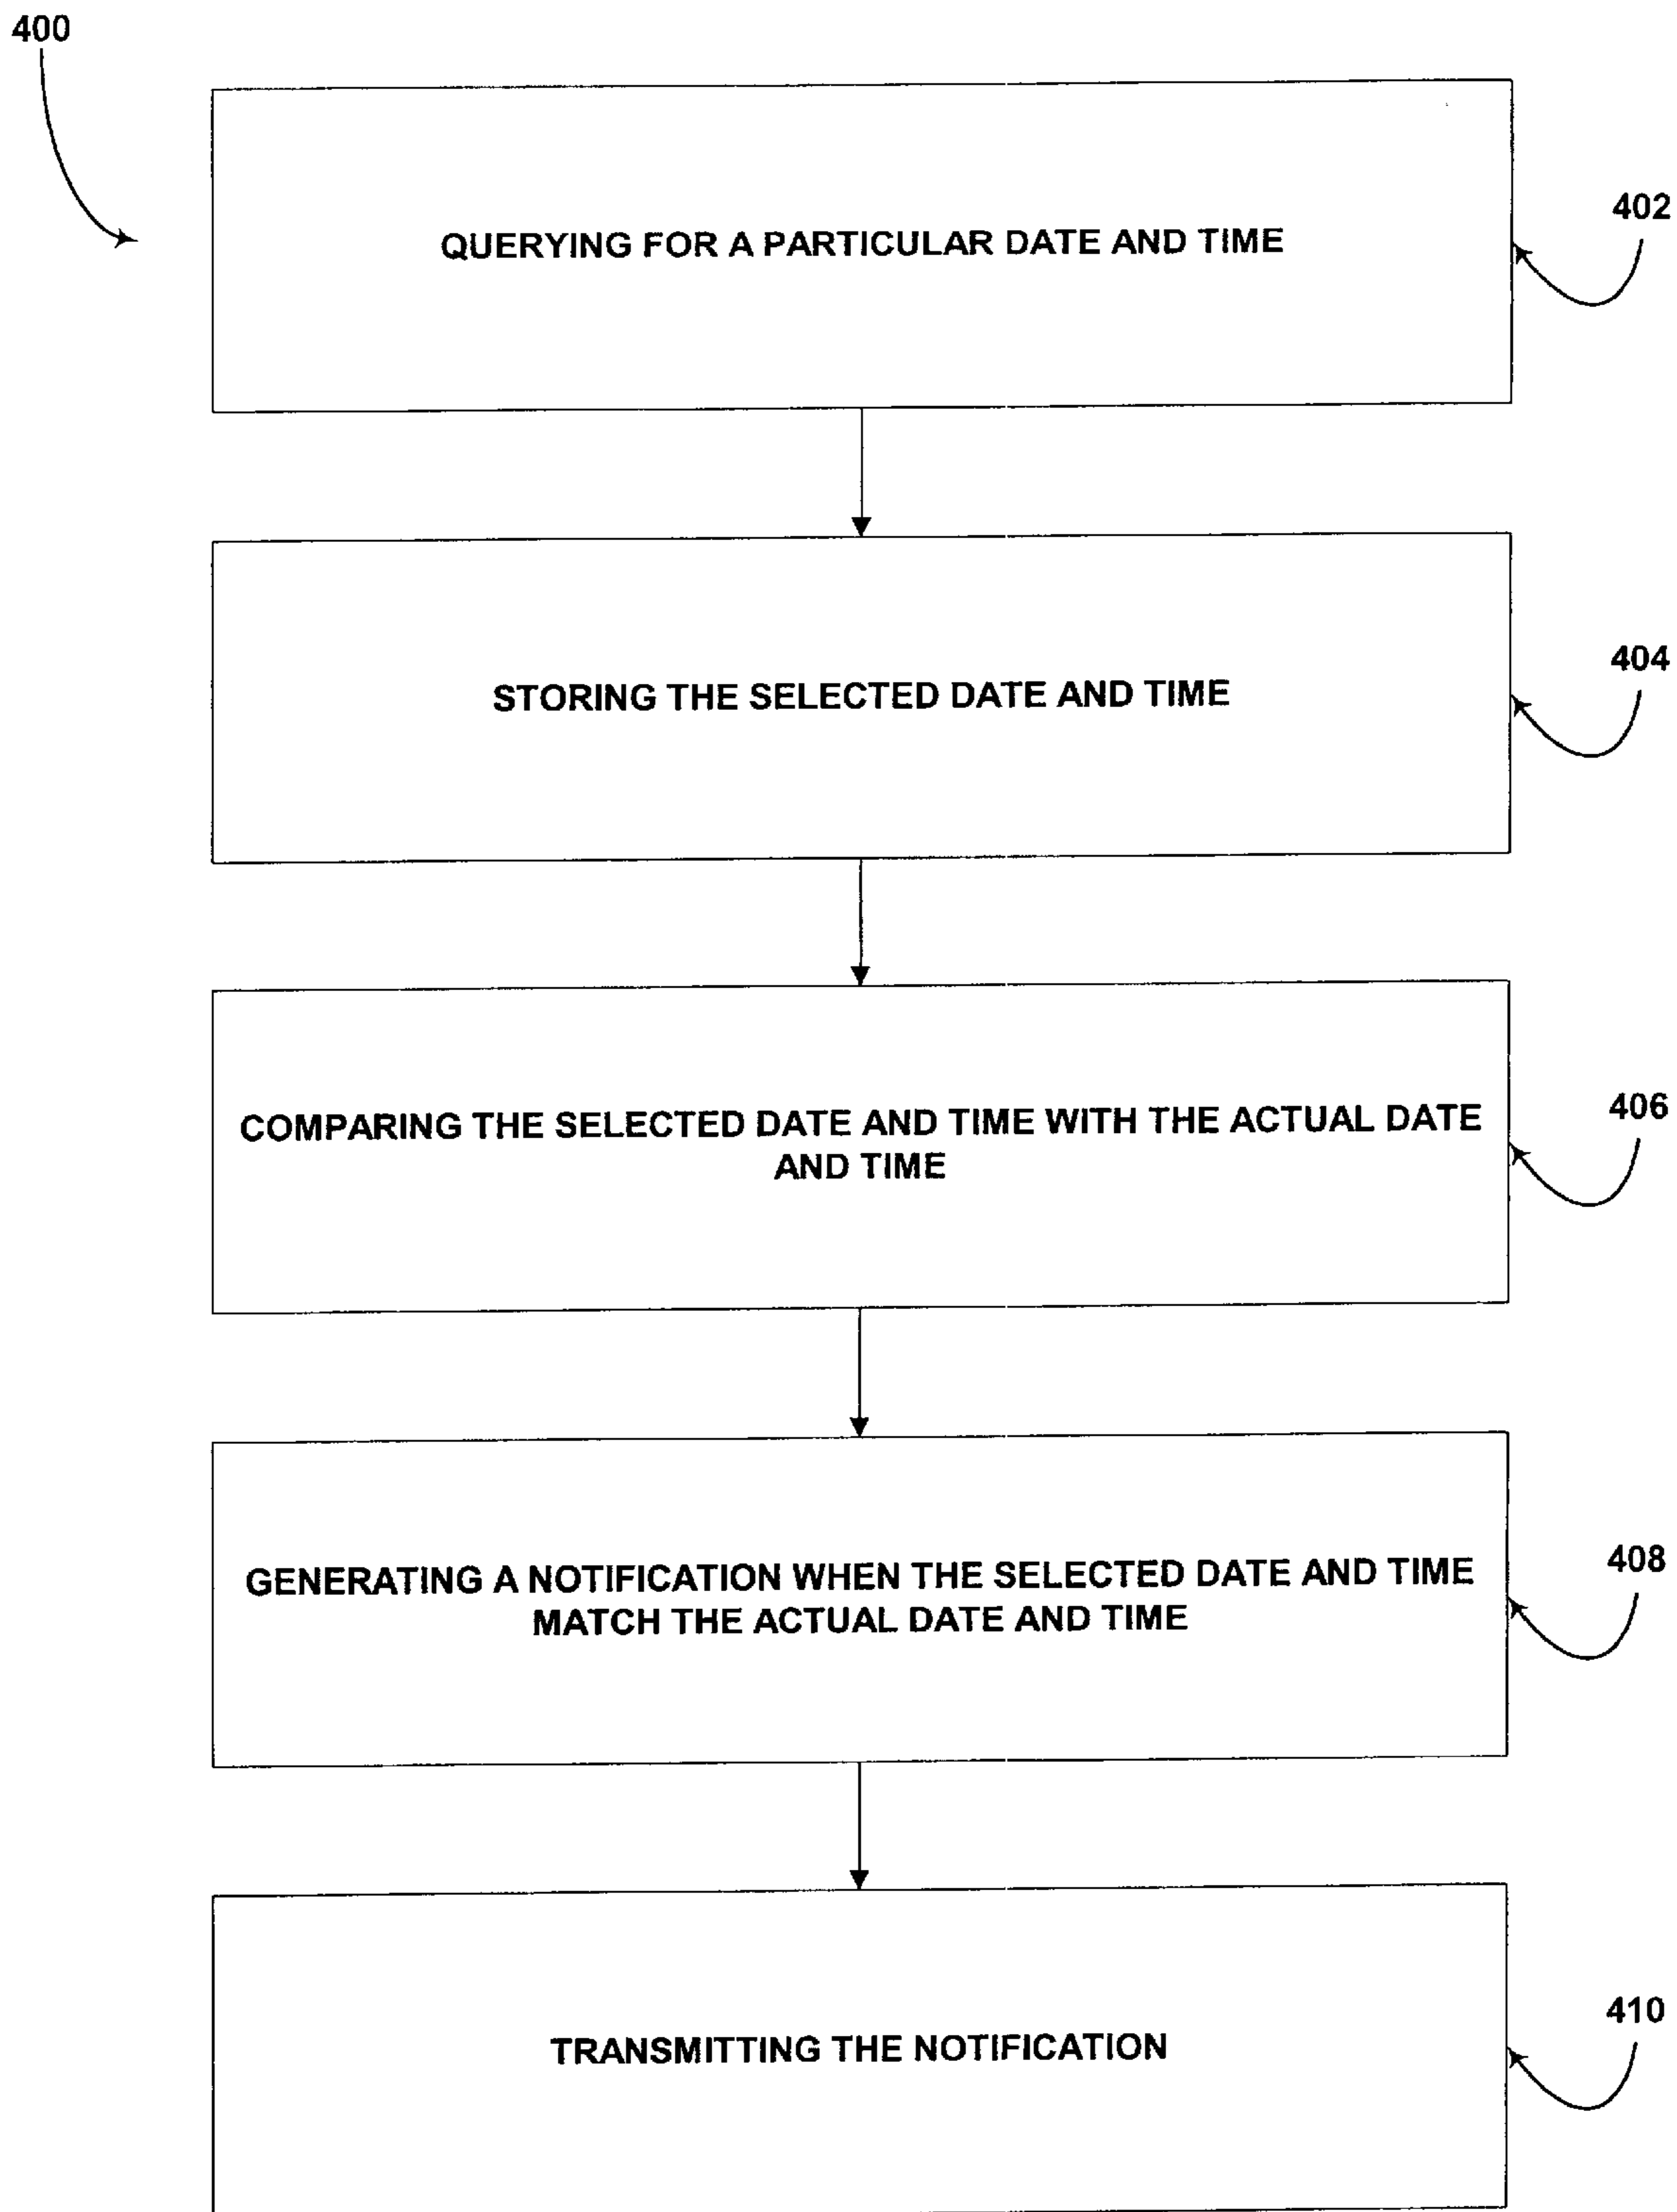 400
QUERYING FOR A PARTICULAR DATE AND TIME
402
STORING THE SELECTED DATE AND TIME
404
COMPARING THE SELECTED DATE AND TIME WITH THE ACTUAL DATE
AND TIME
406
GENERATING A NOTIFICATION WHEN THE SELECTED DATE AND TIME
MATCH THE ACTUAL DATE AND TIME
408
TRANSMITTING THE NOTIFICATION
410